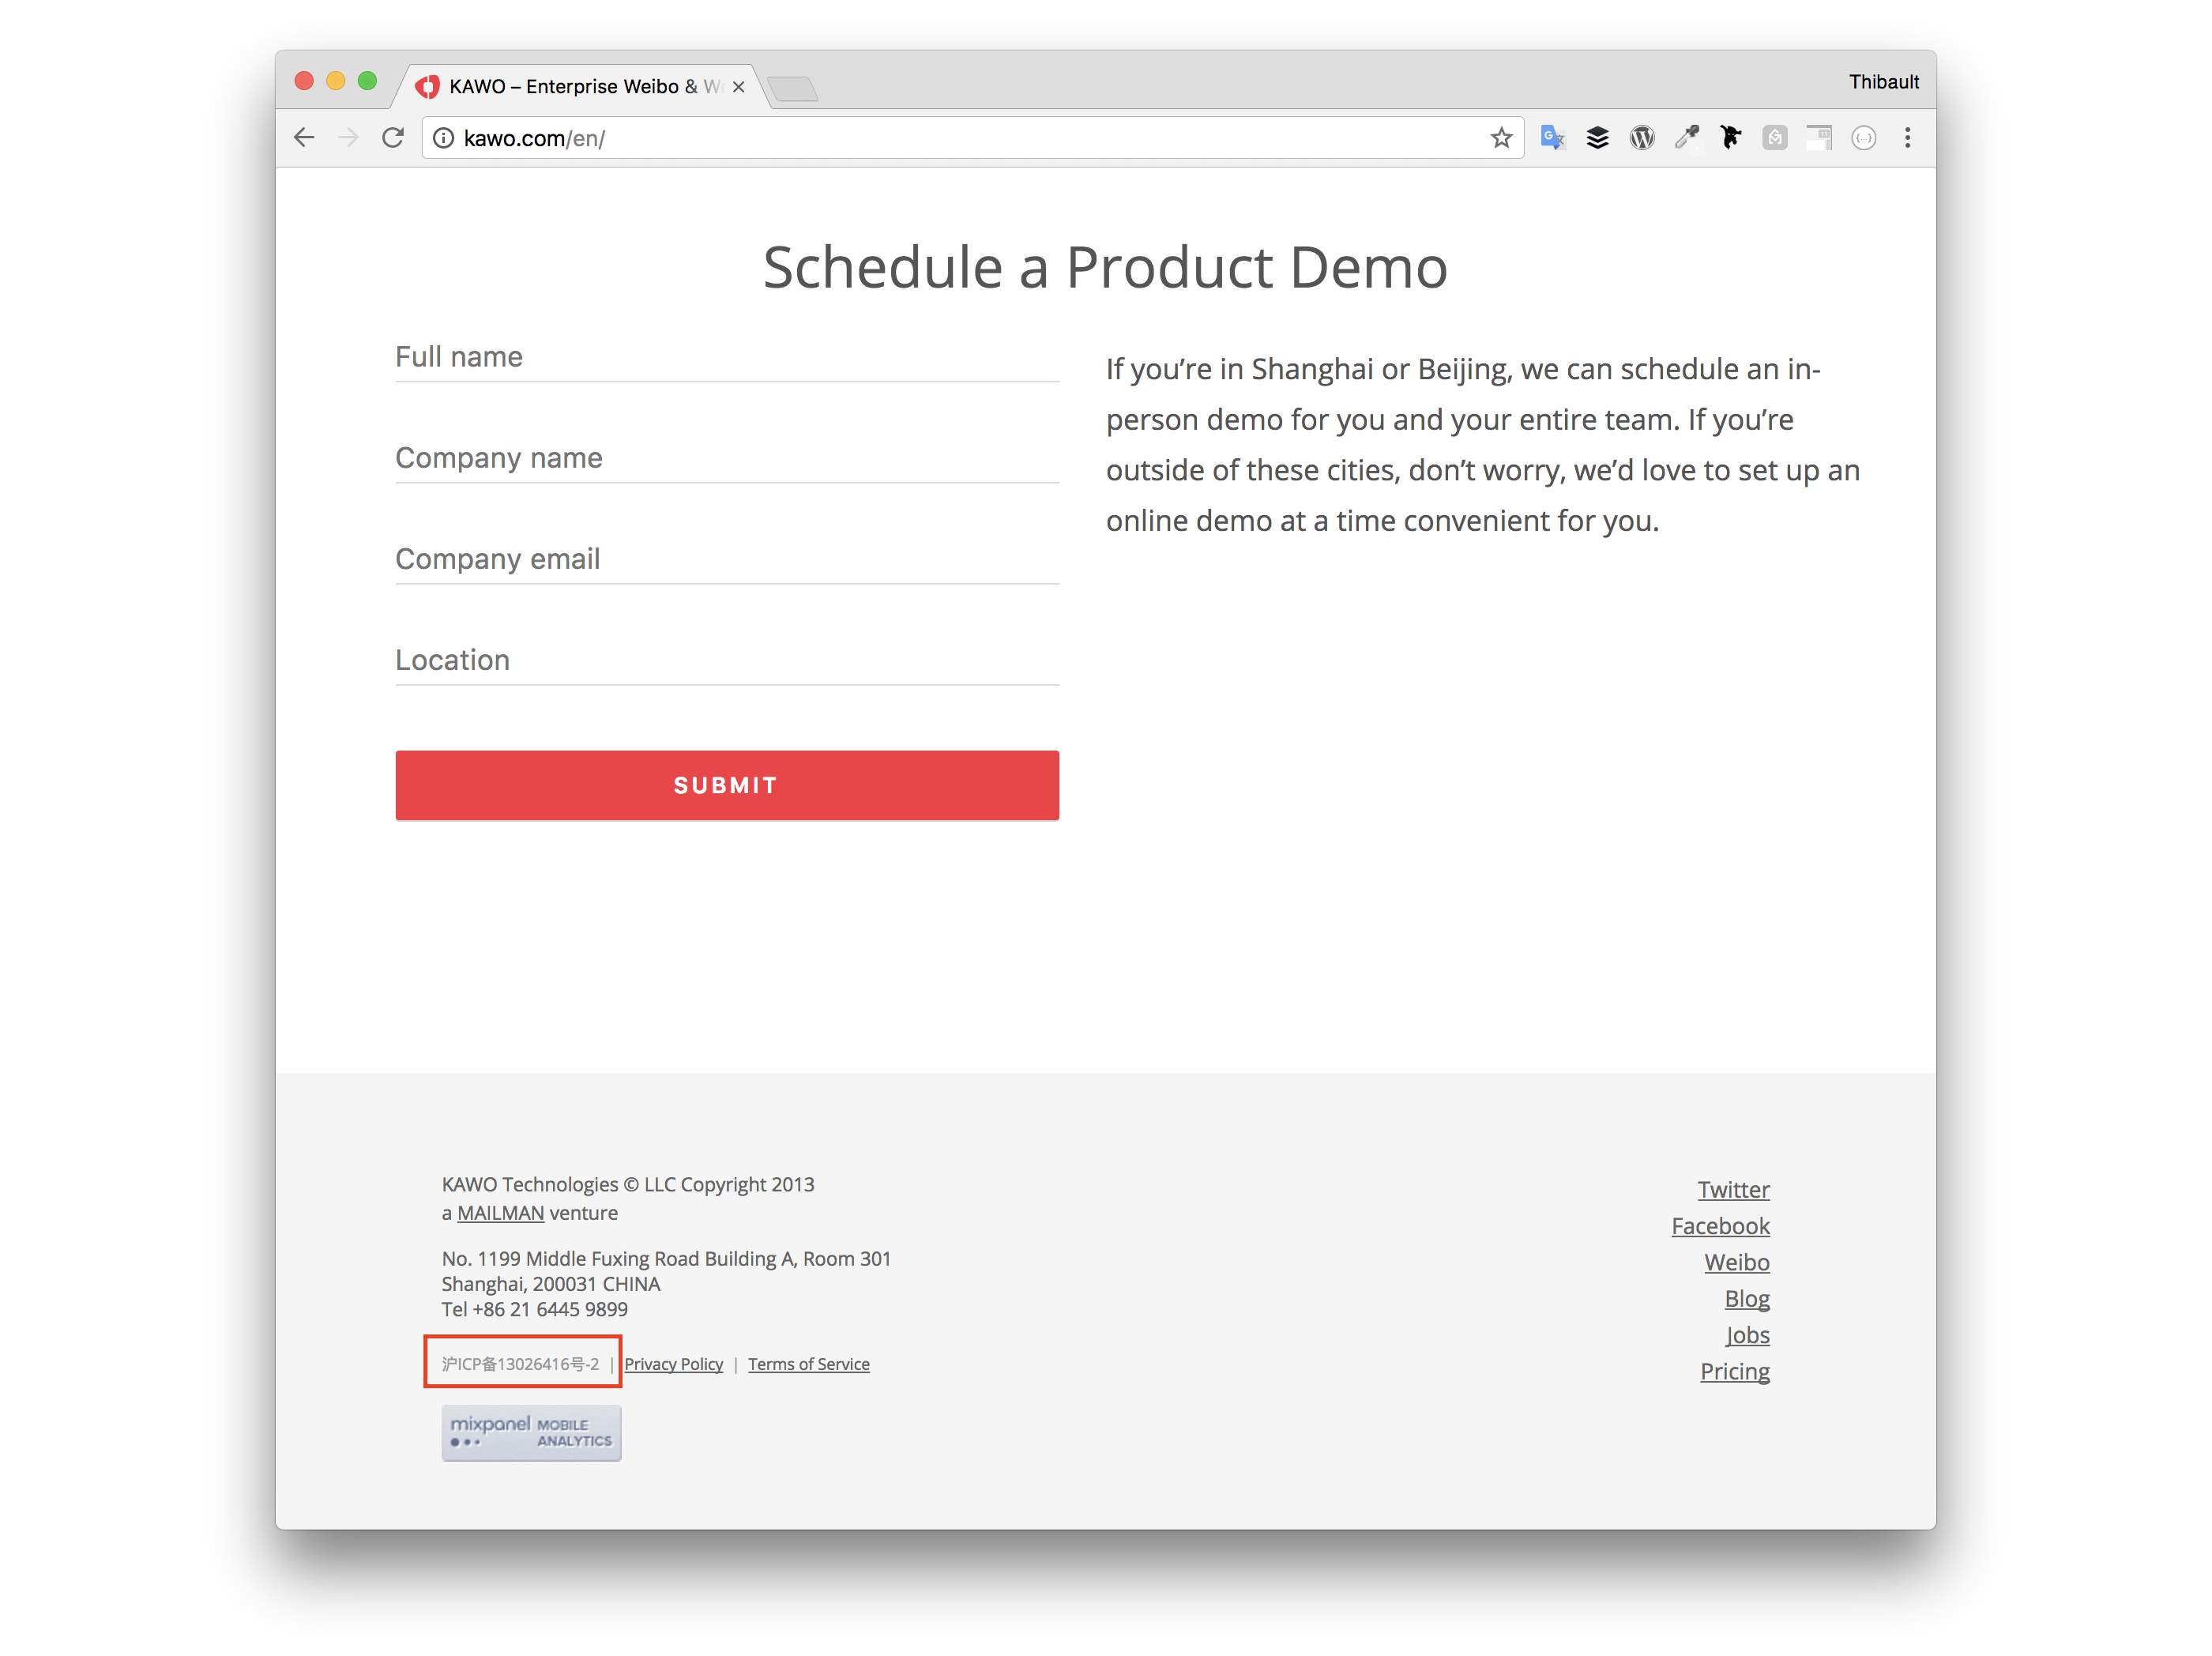 KAWO – Enterprise Weibo & W
Thibault
kawo.com/en/
Schedule a Product Demo
Full name
Company name
Company email
Location
SUBMIT
If you’re in Shanghai or Beijing, we can schedule an in-
person demo for you and your entire team. If you’re
outside of these cities, don’t worry, we’d love to set up an
online demo at a time convenient for you.
KAWO Technologies © LLC Copyright 2013
a MAILMAN venture
No. 1199 Middle Fuxing Road Building A, Room 301
Shanghai, 200031 CHINA
Tel +86 21 6445 9899
沪ICP备13026416号-2 | Privacy Policy | Terms of Service
mixpanel MOBILE
ANALYTICS
Twitter
Facebook
Weibo
Blog
Jobs
Pricing